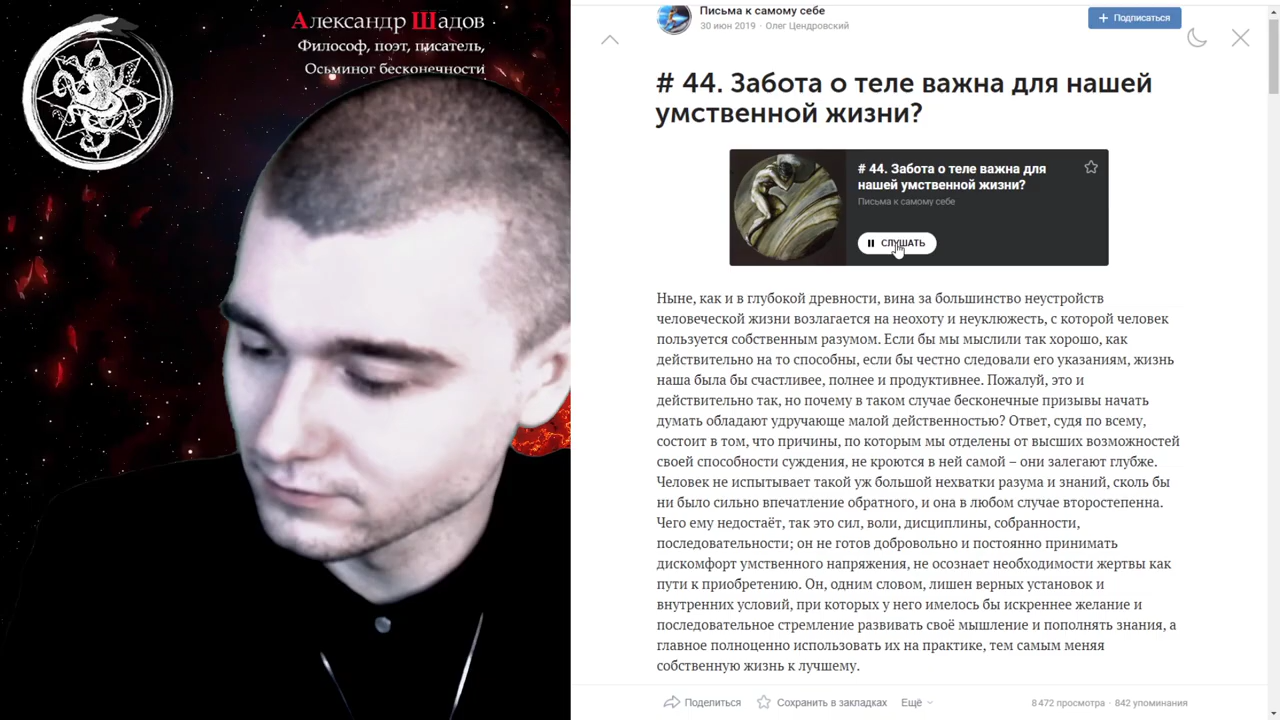 Александр Шадов
Философ, поэт, писатель,
Осьминог бесконечности
Письма к самому себе
30 июн 2019 · Олег Цендровский
Подписаться
# 44. Забота о теле важна для нашей
умственной жизни?
# 44. Забота о теле важна для
нашей умственной жизни?
Письма к самому себе
СЛУШАТЬ
Ныне, как и в глубокой древности, вина за большинство неустройств
человеческой жизни возлагается на неохоту и неуклюжесть, с которой человек
пользуется собственным разумом. Если бы мы мыслили так хорошо, как
действительно на то способны, если бы честно следовали его указаниям, жизнь
наша была бы счастливее, полнее и продуктивнее. Пожалуй, это и
действительно так, но почему в таком случае бесконечные призывы начать
думать обладают удручающе малой действенностью? Ответ, судя по всему,
состоит в том, что причины, по которым мы отделены от высших возможностей
своей способности суждения, не кроются в ней самой – они залегают глубже.
Человек не испытывает такой уж большой нехватки разума и знаний, сколь бы
ни было сильно впечатление обратного, и она в любом случае второстепенна.
Чего ему недостаёт, так это сил, воли, дисциплины, собранности,
последовательности; он не готов добровольно и постоянно принимать
дискомфорт умственного напряжения, не осознает необходимости жертвы как
пути к приобретению. Он, одним словом, лишен верных установок и
внутренних условий, при которых у него имелось бы искреннее желание и
последовательное стремление развивать своё мышление и пополнять знания, а
главное полноценно использовать их на практике, тем самым меняя
собственную жизнь к лучшему.
Поделиться
Сохранить в закладках
Ещё
8 472 просмотра · 842 упоминания